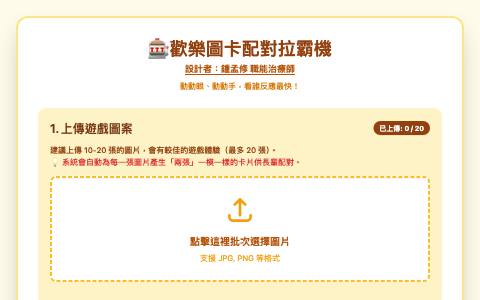 歡樂圖卡配對拉霸機
設計者：鍾孟修 職能治療師
動動眼、動動手，看誰反應最快！
1. 上傳遊戲圖案
已上傳: 0 / 20
建議上傳 10-20 張的圖片，會有較佳的遊戲體驗（最多 20 張）。
系統會自動為每一張圖片產生「兩張」一模一樣的卡片供長輩配對。
點擊這裡批次選擇圖片
支援 JPG, PNG 等格式